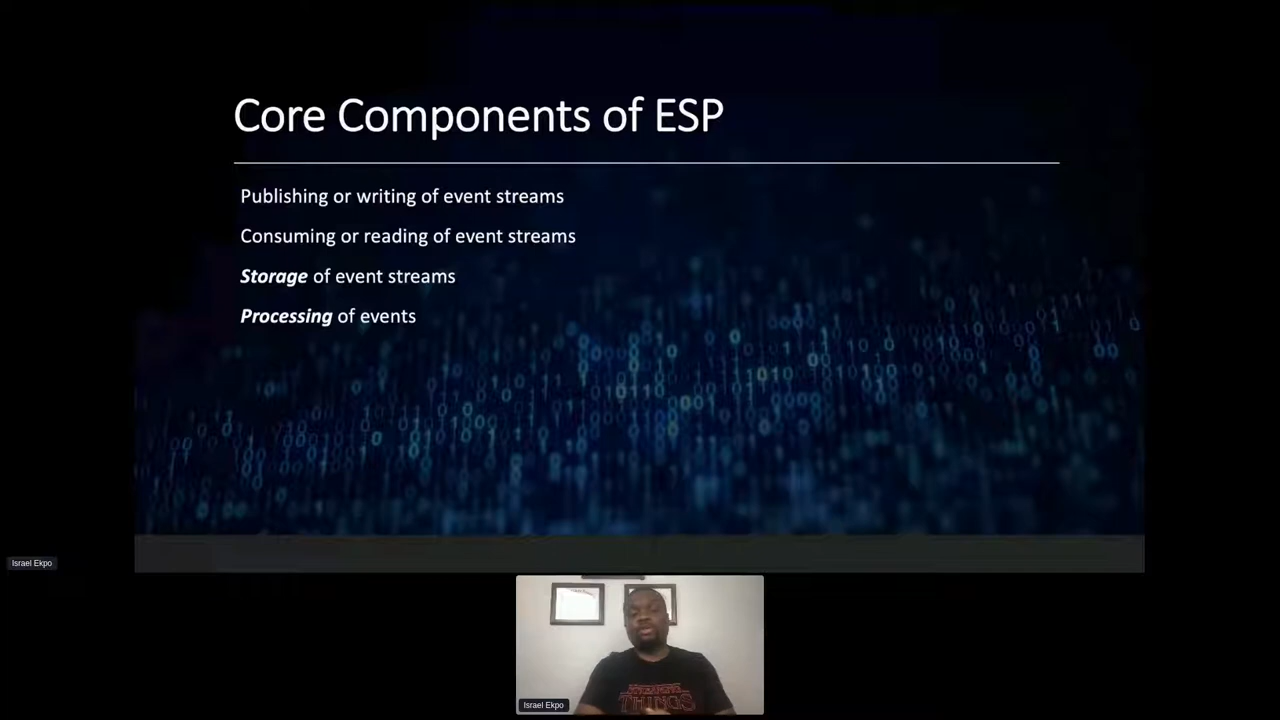 Core Components of ESP
Publishing or writing of event streams
Consuming or reading of event streams
Storage of event streams
Processing of events
Israel Ekpo
THINGS
Israel Ekpo